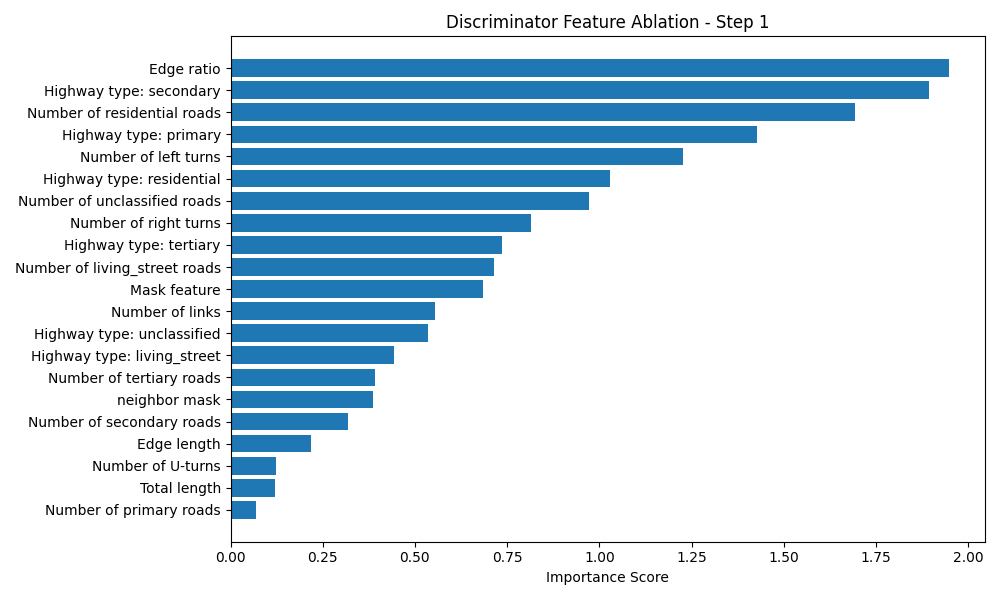 Discriminator Feature Ablation - Step 1
Edge ratio
Highway type: secondary
Number of residential roads
Highway type: primary
Number of left turns
Highway type: residential
Number of unclassified roads
Number of right turns
Highway type: tertiary
Number of living_street roads
Mask feature
Number of links
Highway type: unclassified
Highway type: living_street
Number of tertiary roads
neighbor mask
Number of secondary roads
Edge length
Number of U-turns
Total length
Number of primary roads
0.00 0.25 0.50 0.75 1.00 1.25 1.50 1.75 2.00
Importance Score